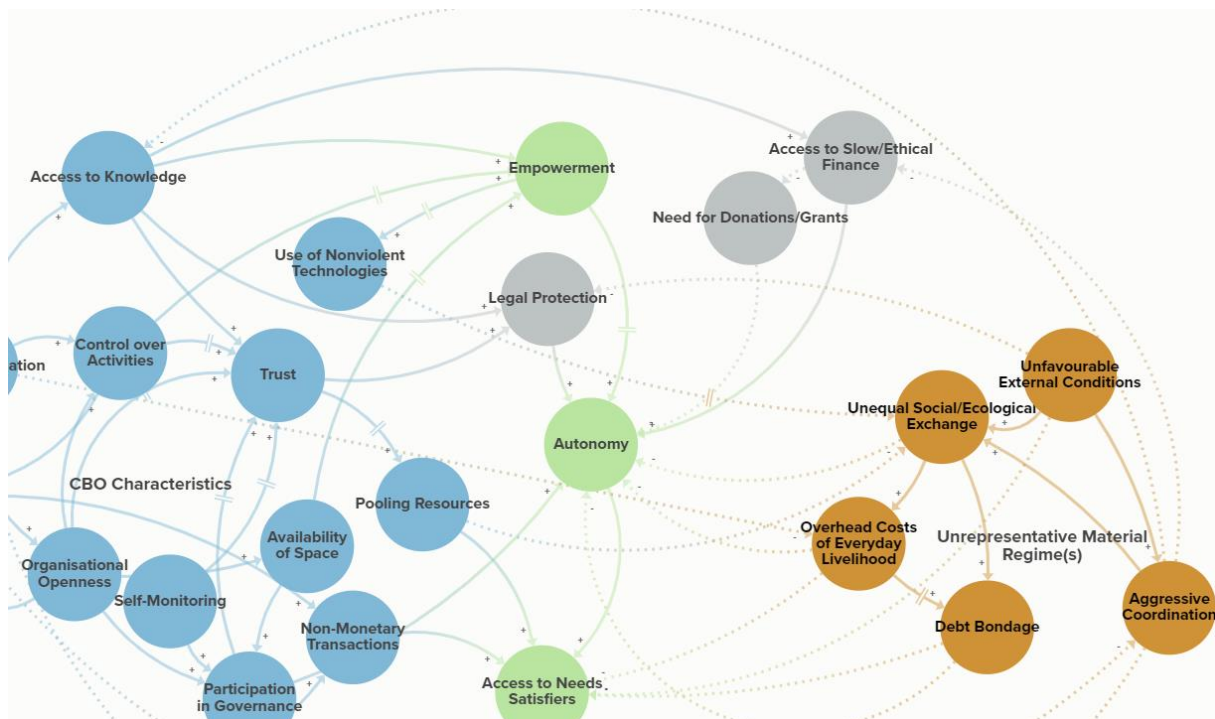 Access to Knowledge
Empowerment
Access to Slow/Ethical
Finance
Need for Donations/Grants
Use of Nonviolent
Technologies
Legal Protection
Control over
Activities
ation
Trust
Unfavourable
External Conditions
Unequal Social/Ecological
Exchange
Autonomy
CBO Characteristics
Pooling Resources
Availability
of Space
Overhead Costs
of Everyday
Livelihood
Unrepresentative Material
Regime(s)
Organisational
Openness
Self-Monitoring
Non-Monetary
Transactions
Debt Bondage
Aggressive
Coordination
Participation
in Governance
Access to Needs
Satisfiers